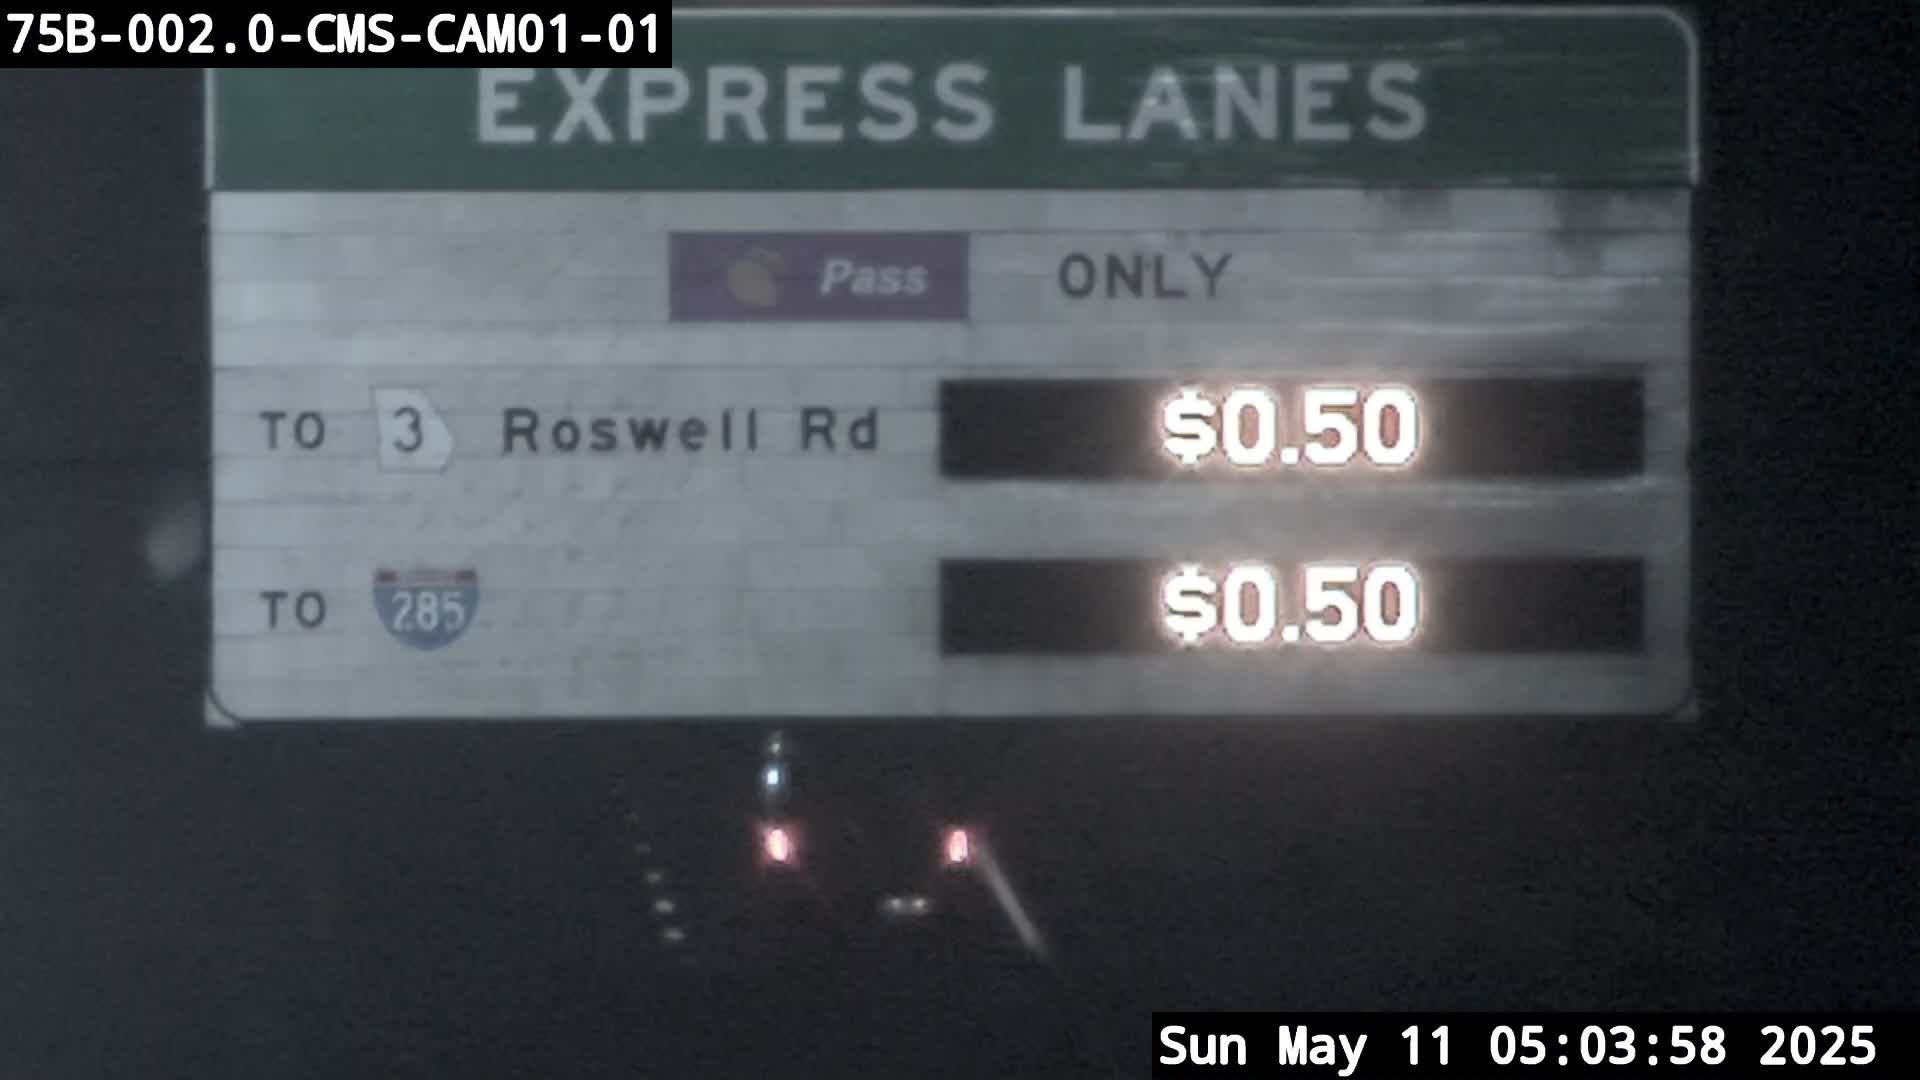 75B-002.0-CMS-CAM01-01
EXPRESS LANES
Pass ONLY
TO 3 Roswell Rd $0.50
TO 285 $0.50
Sun May 11 05:03:58 2025